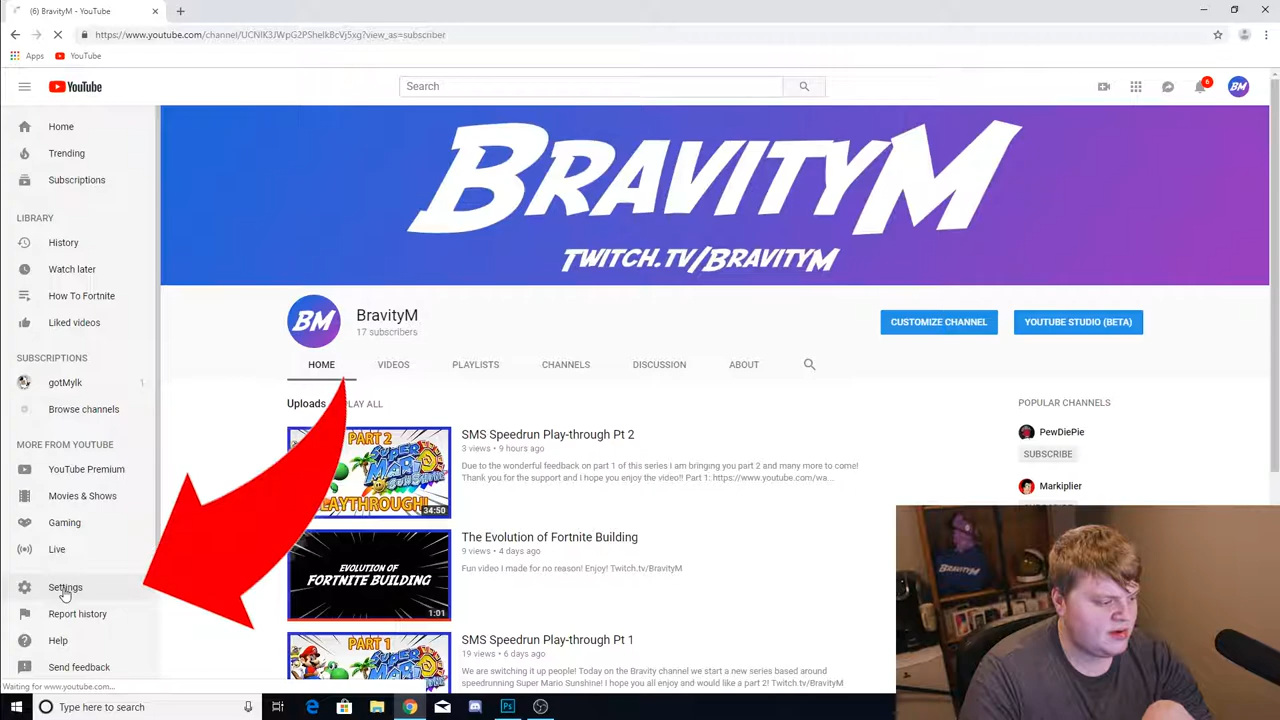 (6) BravityM - YouTube
https://www.youtube.com/channel/UCNIK3JWpG2PShelkBcVj5xg?view_as=subscriber
Apps YouTube
YouTube
Search
6
BM
Home
Trending
Subscriptions
LIBRARY
History
Watch later
How To Fortnite
Liked videos
SUBSCRIPTIONS
gotMylk 1
Browse channels
MORE FROM YOUTUBE
YouTube Premium
Movies & Shows
Gaming
Live
Settings
Report history
Help
Send feedback
Waiting for www.youtube.com...
BRAVITYM
TWITCH.TV/BRAVITYM
BM
BravityM
17 subscribers
CUSTOMIZE CHANNEL
YOUTUBE STUDIO (BETA)
HOME VIDEOS PLAYLISTS CHANNELS DISCUSSION ABOUT
Uploads PLAY ALL
PART 2
SUPER MARIO SUNSHINE
34:50
SMS Speedrun Play-through Pt 2
3 views • 9 hours ago
Due to the wonderful feedback on part 1 of this series I am bringing you part 2 and many more to come!
Thank you for the support and I hope you enjoy the video!! Part 1: https://www.youtube.com/wa...
EVOLUTION OF
FORTNITE BUILDING
1:01
The Evolution of Fortnite Building
9 views • 4 days ago
Fun video I made for no reason! Enjoy! Twitch.tv/BravityM
PART 1
SUPER
SMS Speedrun Play-through Pt 1
19 views • 6 days ago
We are switching it up people! Today on the Bravity channel we start a new series based around
speedrunning Super Mario Sunshine! I hope you all enjoy and would like a part 2! Twitch.tv/BravityM
POPULAR CHANNELS
PewDiePie
SUBSCRIBE
Markiplier
BRAVITYM
Type here to search
Ps